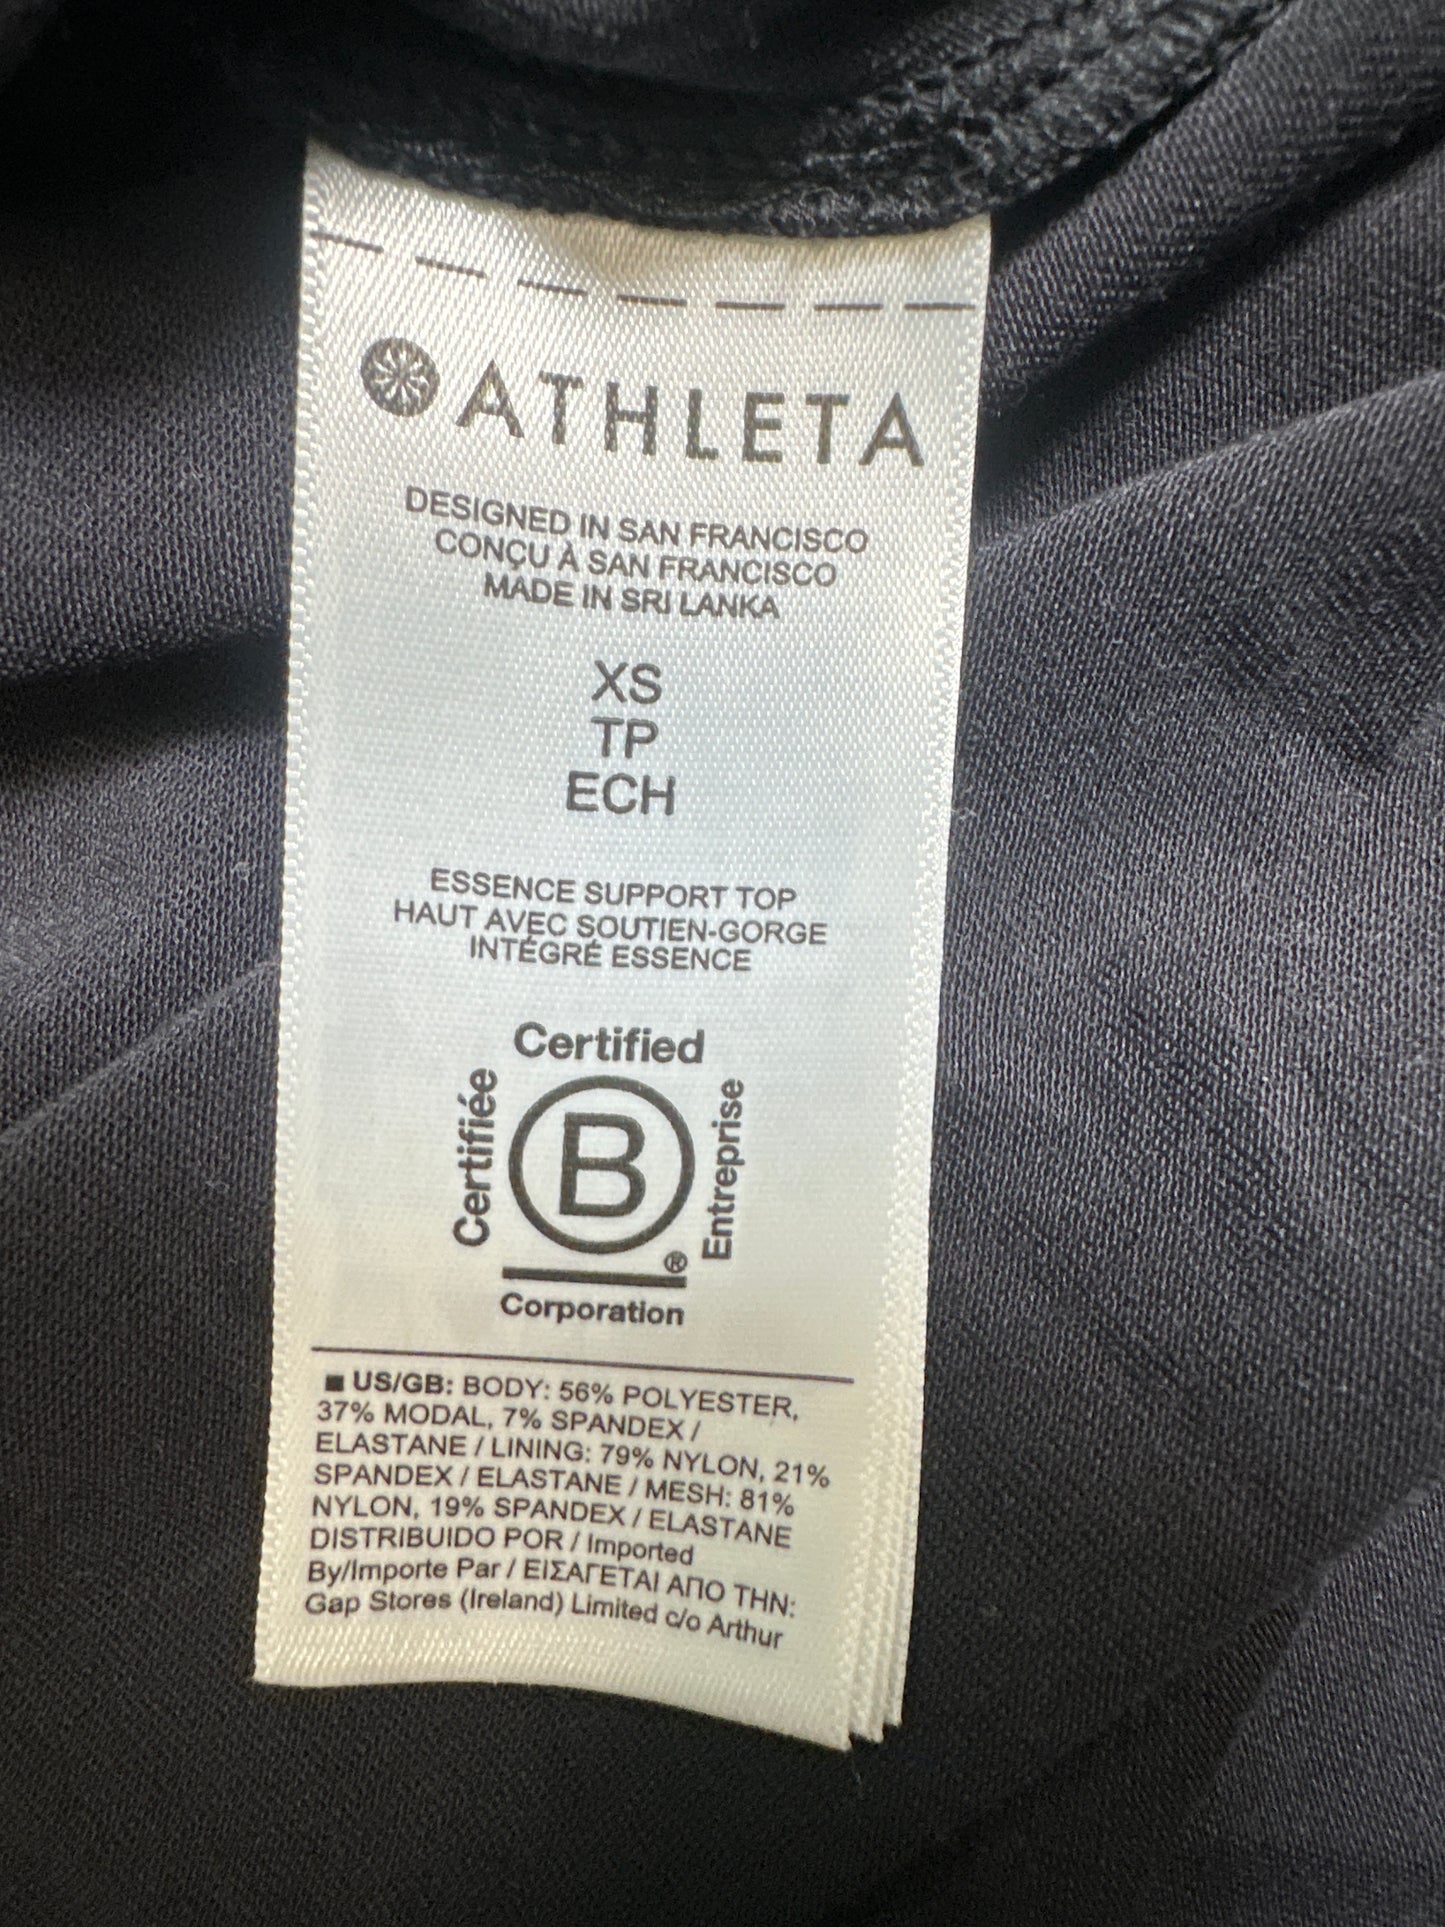 ATHLETA
DESIGNED IN SAN FRANCISCO
CONÇU À SAN FRANCISCO
MADE IN SRI LANKA
XS
TP
ECH
ESSENCE SUPPORT TOP
HAUT AVEC SOUTIEN-GORGE
INTÉGRÉ ESSENCE
Certified
Certifiée
B
Entreprise
®
Corporation
■ US/GB: BODY: 56% POLYESTER,
37% MODAL, 7% SPANDEX /
ELASTANE / LINING: 79% NYLON, 21%
SPANDEX / ELASTANE / MESH: 81%
NYLON, 19% SPANDEX / ELASTANE
DISTRIBUIDO POR / Imported
By/Importe Par / ΕΙΣΑΓΕΤΑΙ ΑΠΟ ΤΗΝ:
Gap Stores (Ireland) Limited c/o Arthur